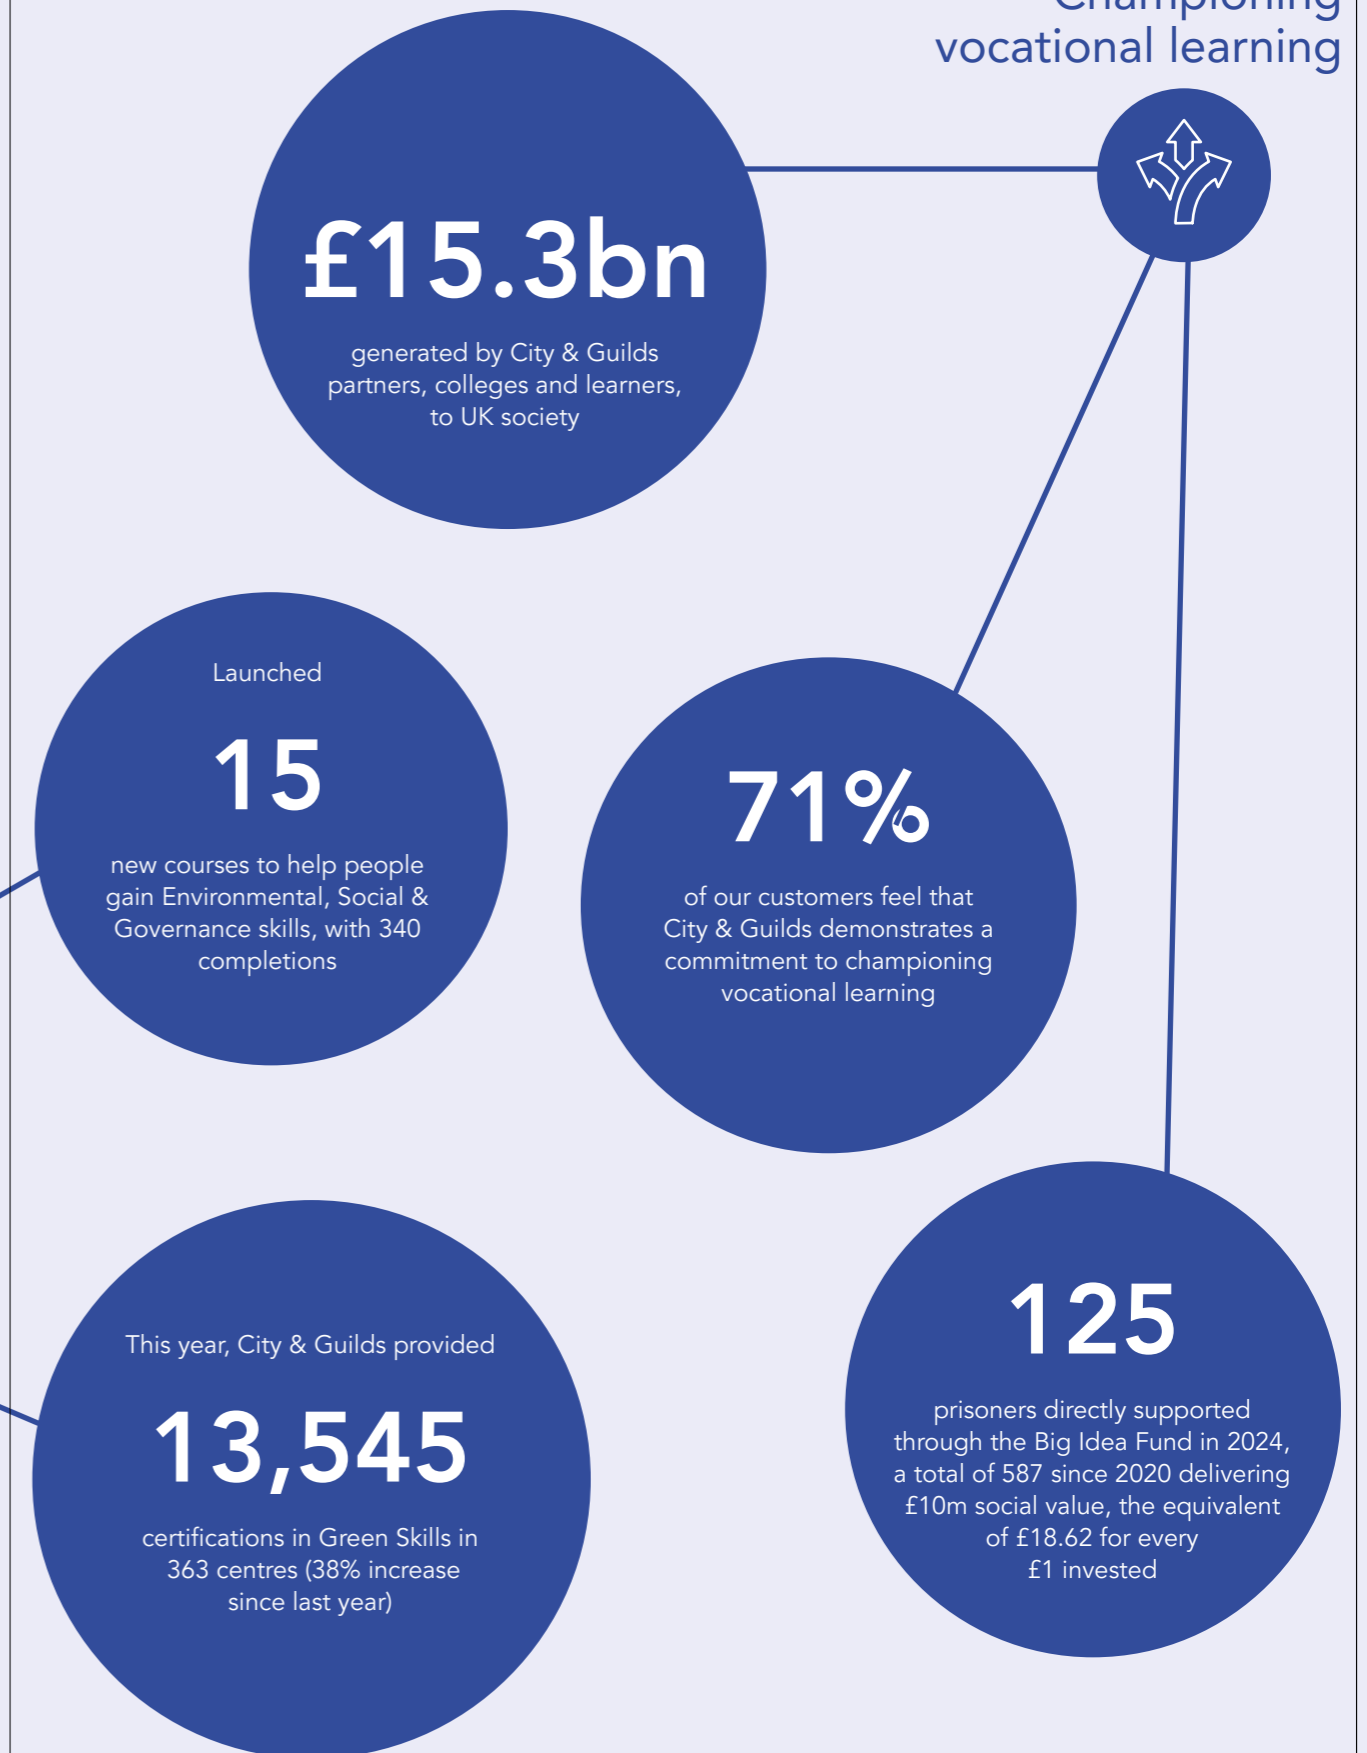 Championing
vocational learning
£15.3bn
generated by City & Guilds
partners, colleges and learners,
to UK society
Launched
15
new courses to help people
gain Environmental, Social &
Governance skills, with 340
completions
71%
of our customers feel that
City & Guilds demonstrates a
commitment to championing
vocational learning
This year, City & Guilds provided
13,545
certifications in Green Skills in
363 centres (38% increase
since last year)
125
prisoners directly supported
through the Big Idea Fund in 2024,
a total of 587 since 2020 delivering
£10m social value, the equivalent
of £18.62 for every
£1 invested